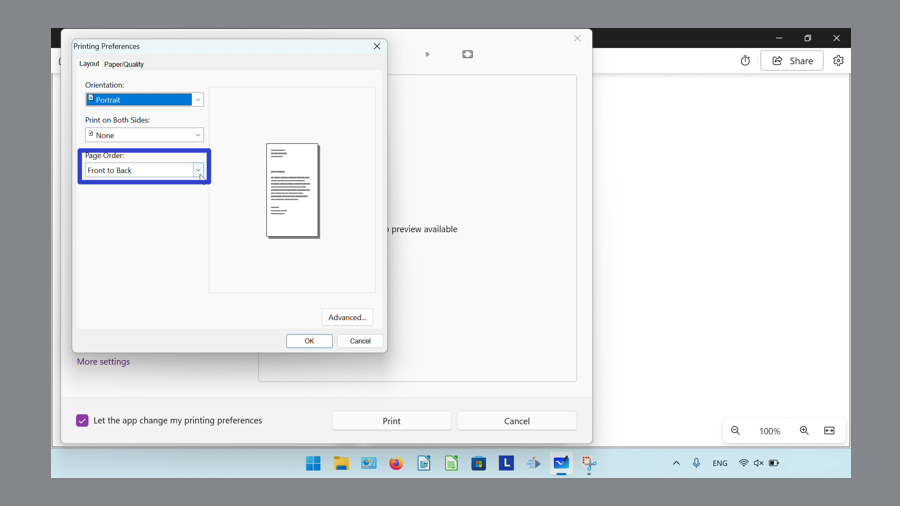 Printing Preferences
Layout
Paper/Quality
Orientation:
Portrait
Print on Both Sides:
None
Page Order:
Front to Back
Advanced...
OK
Cancel
Share
preview available
More settings
Let the app change my printing preferences
Print
Cancel
100%
L
ENG